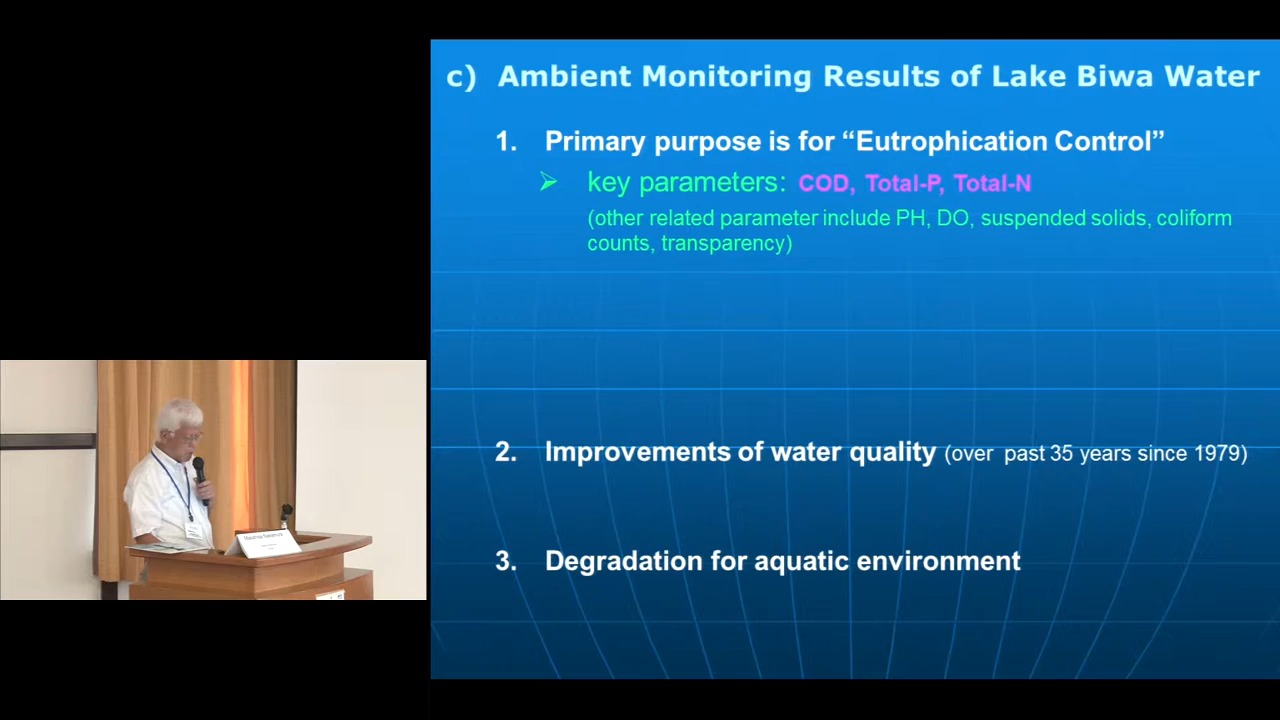 c) Ambient Monitoring Results of Lake Biwa Water
1. Primary purpose is for “Eutrophication Control”
➢ key parameters: COD, Total-P, Total-N
(other related parameter include PH, DO, suspended solids, coliform
counts, transparency)
2. Improvements of water quality (over past 35 years since 1979)
3. Degradation for aquatic environment